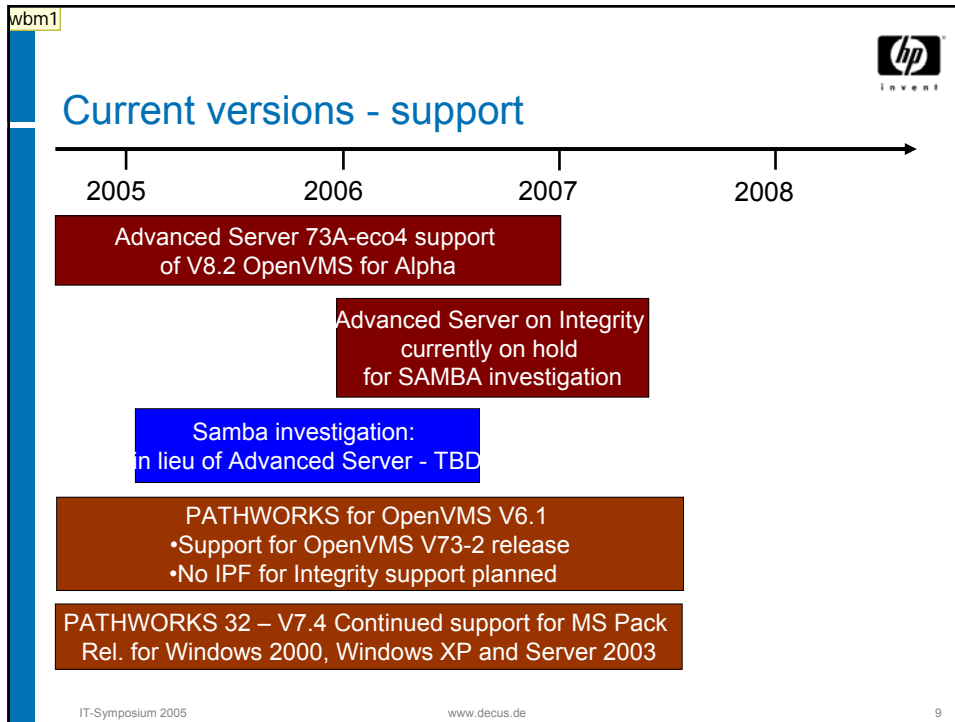 wbm1
hp
invent
Current versions - support
2005 2006 2007 2008
Advanced Server 73A-eco4 support
of V8.2 OpenVMS for Alpha
Advanced Server on Integrity
currently on hold
for SAMBA investigation
Samba investigation:
in lieu of Advanced Server - TBD
PATHWORKS for OpenVMS V6.1
•Support for OpenVMS V73-2 release
•No IPF for Integrity support planned
PATHWORKS 32 – V7.4 Continued support for MS Pack
Rel. for Windows 2000, Windows XP and Server 2003
IT-Symposium 2005 www.decus.de 9